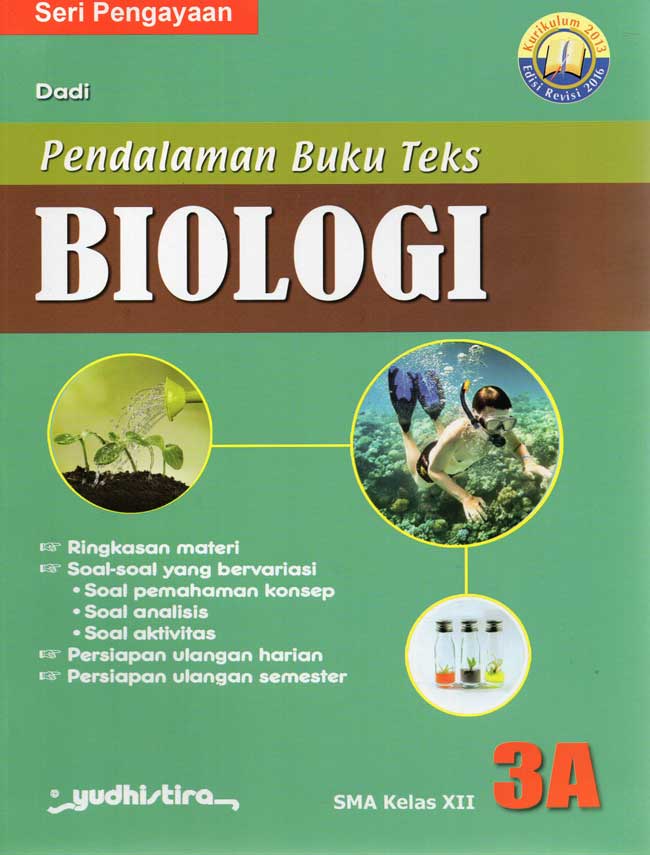 Seri Pengayaan
Kurikulum 2013
Edisi Revisi 2016
Dadi
Pendalaman Buku Teks
BIOLOGI
☞ Ringkasan materi
☞ Soal-soal yang bervariasi
• Soal pemahaman konsep
• Soal analisis
• Soal aktivitas
☞ Persiapan ulangan harian
☞ Persiapan ulangan semester
yudhistira
SMA Kelas XII
3A